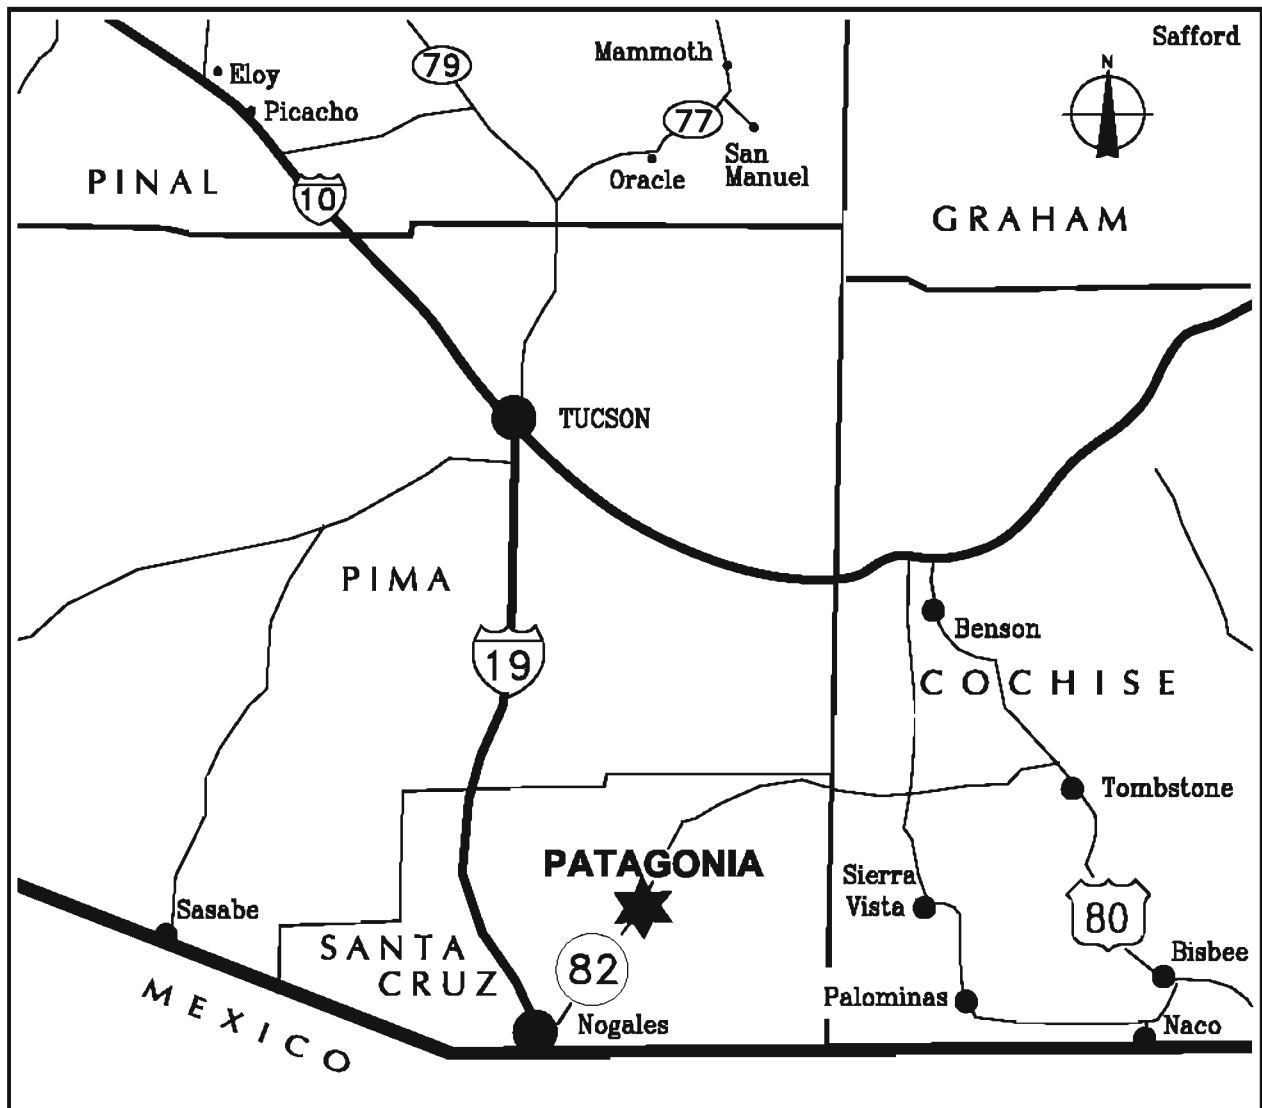 Safford
Mammoth
N
79
Eloy
Picacho
77
San
Manuel
Oracle
PINAL
10
GRAHAM
TUCSON
PIMA
Benson
19
COCHISE
Tombstone
PATAGONIA
Sierra
Vista
80
Sasabe
SANTA
CRUZ
82
Bisbee
MEXICO
Palominas
Nogales
Naco